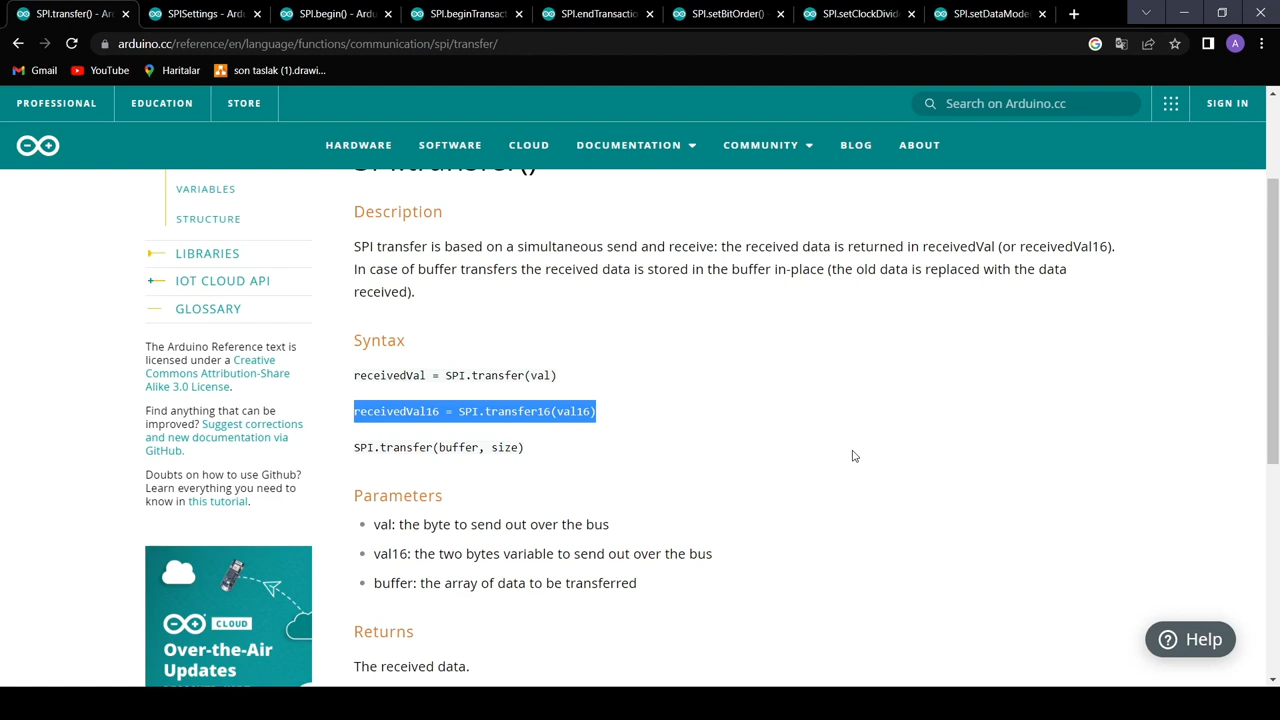 SPI.transfer() - Ardu
SPISettings - Ardu
SPI.begin() - Ardu
SPI.beginTransact
SPI.endTransactio
SPI.setBitOrder()
SPI.setClockDivide
SPI.setDataMode
arduino.cc/reference/en/language/functions/communication/spi/transfer/
A
Gmail
YouTube
Haritalar
son taslak (1).drawi...
PROFESSIONAL
EDUCATION
STORE
Search on Arduino.cc
SIGN IN
HARDWARE
SOFTWARE
CLOUD
DOCUMENTATION
COMMUNITY
BLOG
ABOUT
VARIABLES
STRUCTURE
LIBRARIES
IOT CLOUD API
GLOSSARY
The Arduino Reference text is
licensed under a Creative
Commons Attribution-Share
Alike 3.0 License.
Find anything that can be
improved? Suggest corrections
and new documentation via
GitHub.
Doubts on how to use Github?
Learn everything you need to
know in this tutorial.
CLOUD
Over-the-Air
Updates
SPI.transfer()
Description
SPI transfer is based on a simultaneous send and receive: the received data is returned in receivedVal (or receivedVal16).
In case of buffer transfers the received data is stored in the buffer in-place (the old data is replaced with the data
received).
Syntax
receivedVal = SPI.transfer(val)
receivedVal16 = SPI.transfer16(val16)
SPI.transfer(buffer, size)
Parameters
val: the byte to send out over the bus
val16: the two bytes variable to send out over the bus
buffer: the array of data to be transferred
Returns
The received data.
Help